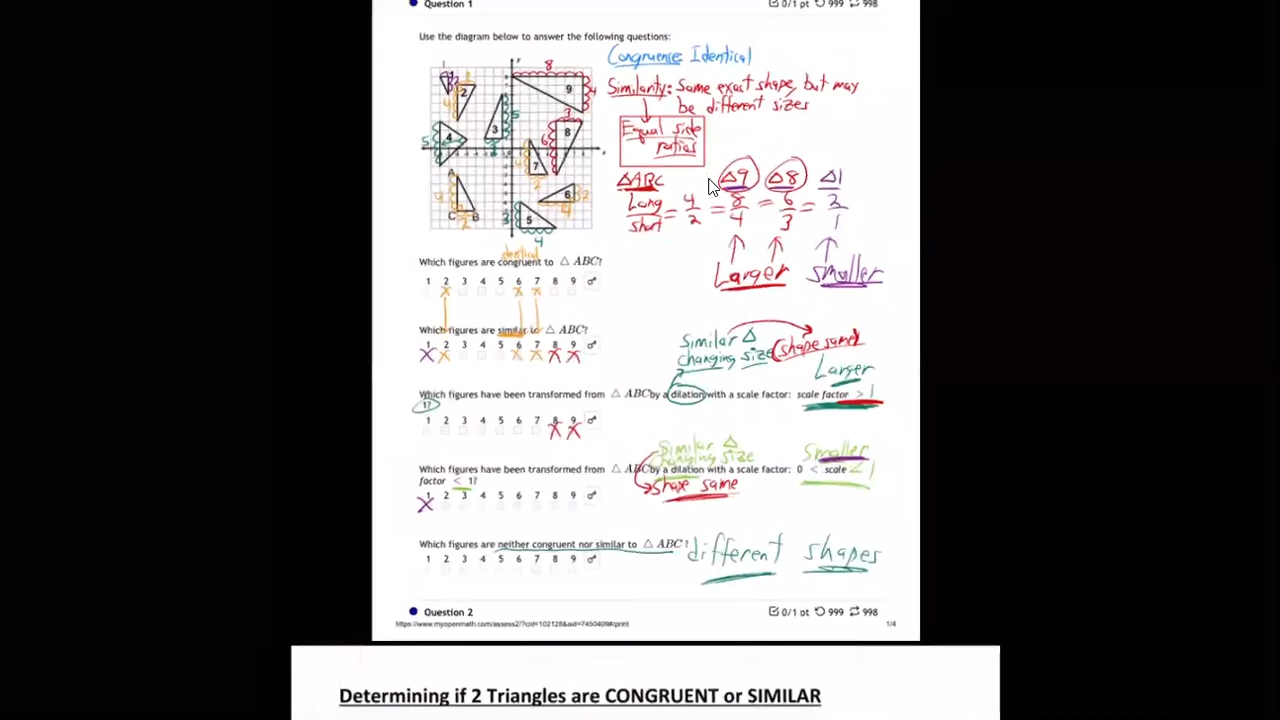 Question 1
0/1 pt 999 998
Use the diagram below to answer the following questions:
Congruence: Identical
Similarity: Same exact shape, but may
be different sizes
Equal side
ratios
△ABC △9 △8 △1
Long/short = 4/2 = 8/4 = 6/3 = 2/1
Larger smaller
identical
Which figures are congruent to △ ABC?
1 2 3 4 5 6 7 8 9
Which figures are similar to △ ABC?
1 2 3 4 5 6 7 8 9
Similar △
changing size
(shape same)
Larger
Which figures have been transformed from △ ABC by a dilation with a scale factor: scale factor > 1
1?
1 2 3 4 5 6 7 8 9
Similar △
changing size
Smaller
Which figures have been transformed from △ ABC by a dilation with a scale factor: 0 < scale < 1
factor < 1?
shape same
1 2 3 4 5 6 7 8 9
Which figures are neither congruent nor similar to △ ABC?
different shapes
1 2 3 4 5 6 7 8 9
Question 2
0/1 pt 999 998
1/4
Determining if 2 Triangles are CONGRUENT or SIMILAR